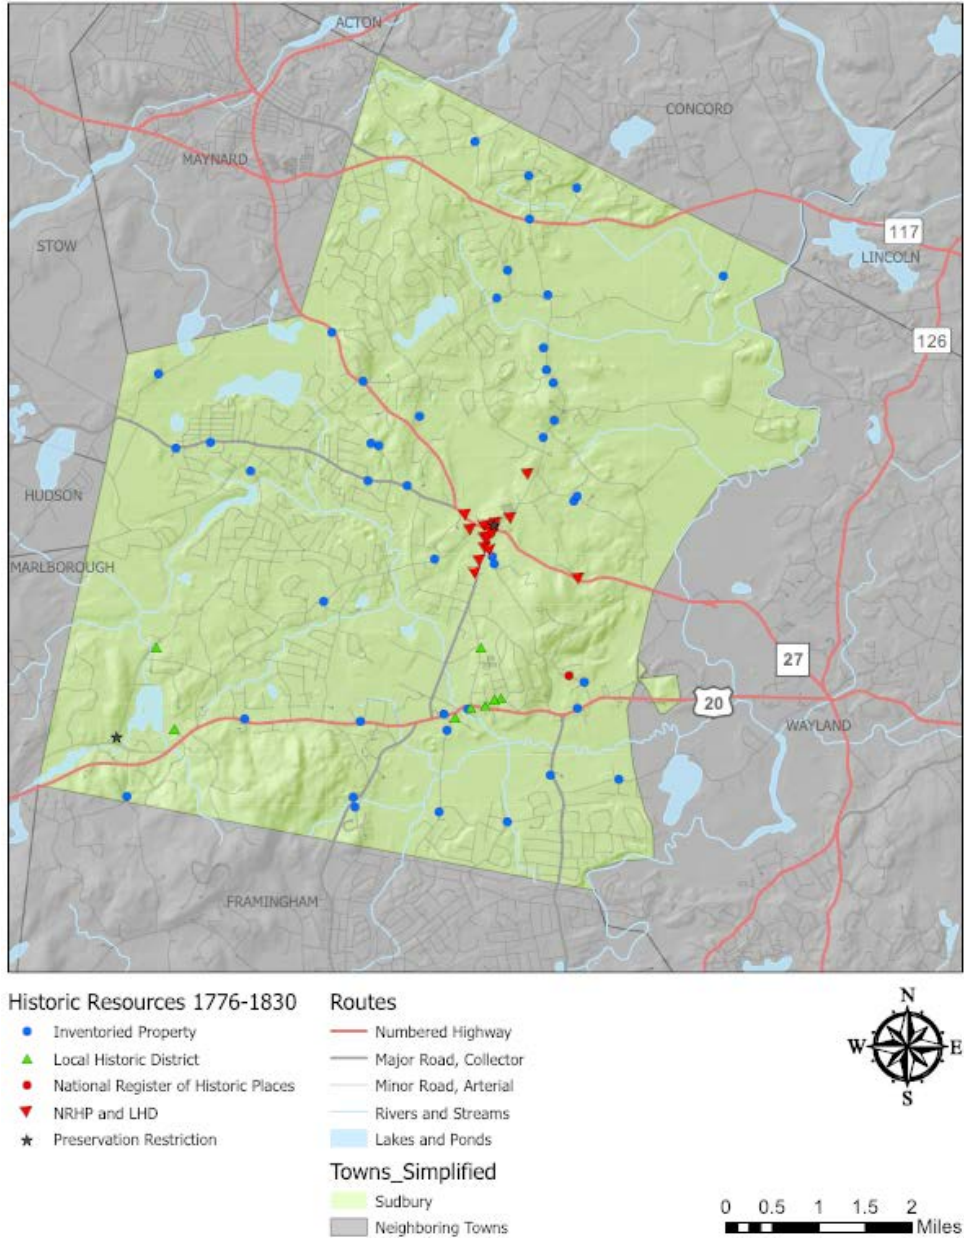 ACTON
CONCORD
MAYNARD
STOW
117
LINCOLN
126
HUDSON
MARLBOROUGH
27
20
WAYLAND
FRAMINGHAM
Historic Resources 1776-1830
Inventoried Property
Local Historic District
National Register of Historic Places
NRHP and LHD
Preservation Restriction
Routes
Numbered Highway
Major Road, Collector
Minor Road, Arterial
Rivers and Streams
Lakes and Ponds
Towns_Simplified
Sudbury
Neighboring Towns
N
W E
S
0 0.5 1 1.5 2
Miles